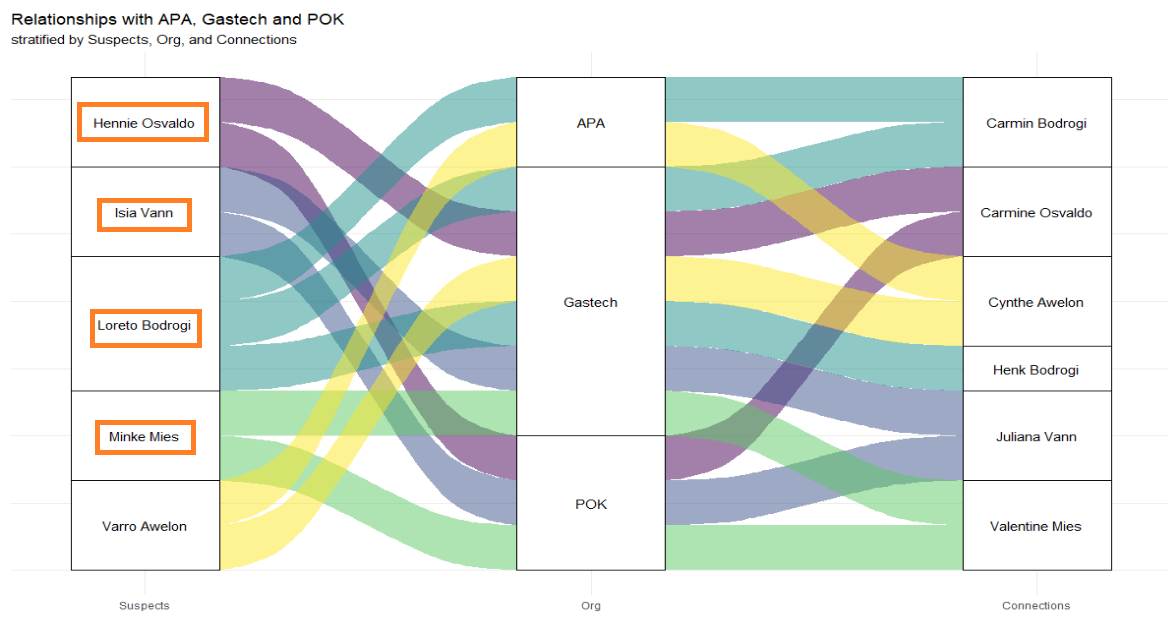 Relationships with APA, Gastech and POK
stratified by Suspects, Org, and Connections
Hennie Osvaldo
Isia Vann
Loreto Bodrogi
Minke Mies
Varro Awelon
APA
Gastech
POK
Carmin Bodrogi
Carmine Osvaldo
Cynthe Awelon
Henk Bodrogi
Juliana Vann
Valentine Mies
Suspects
Org
Connections